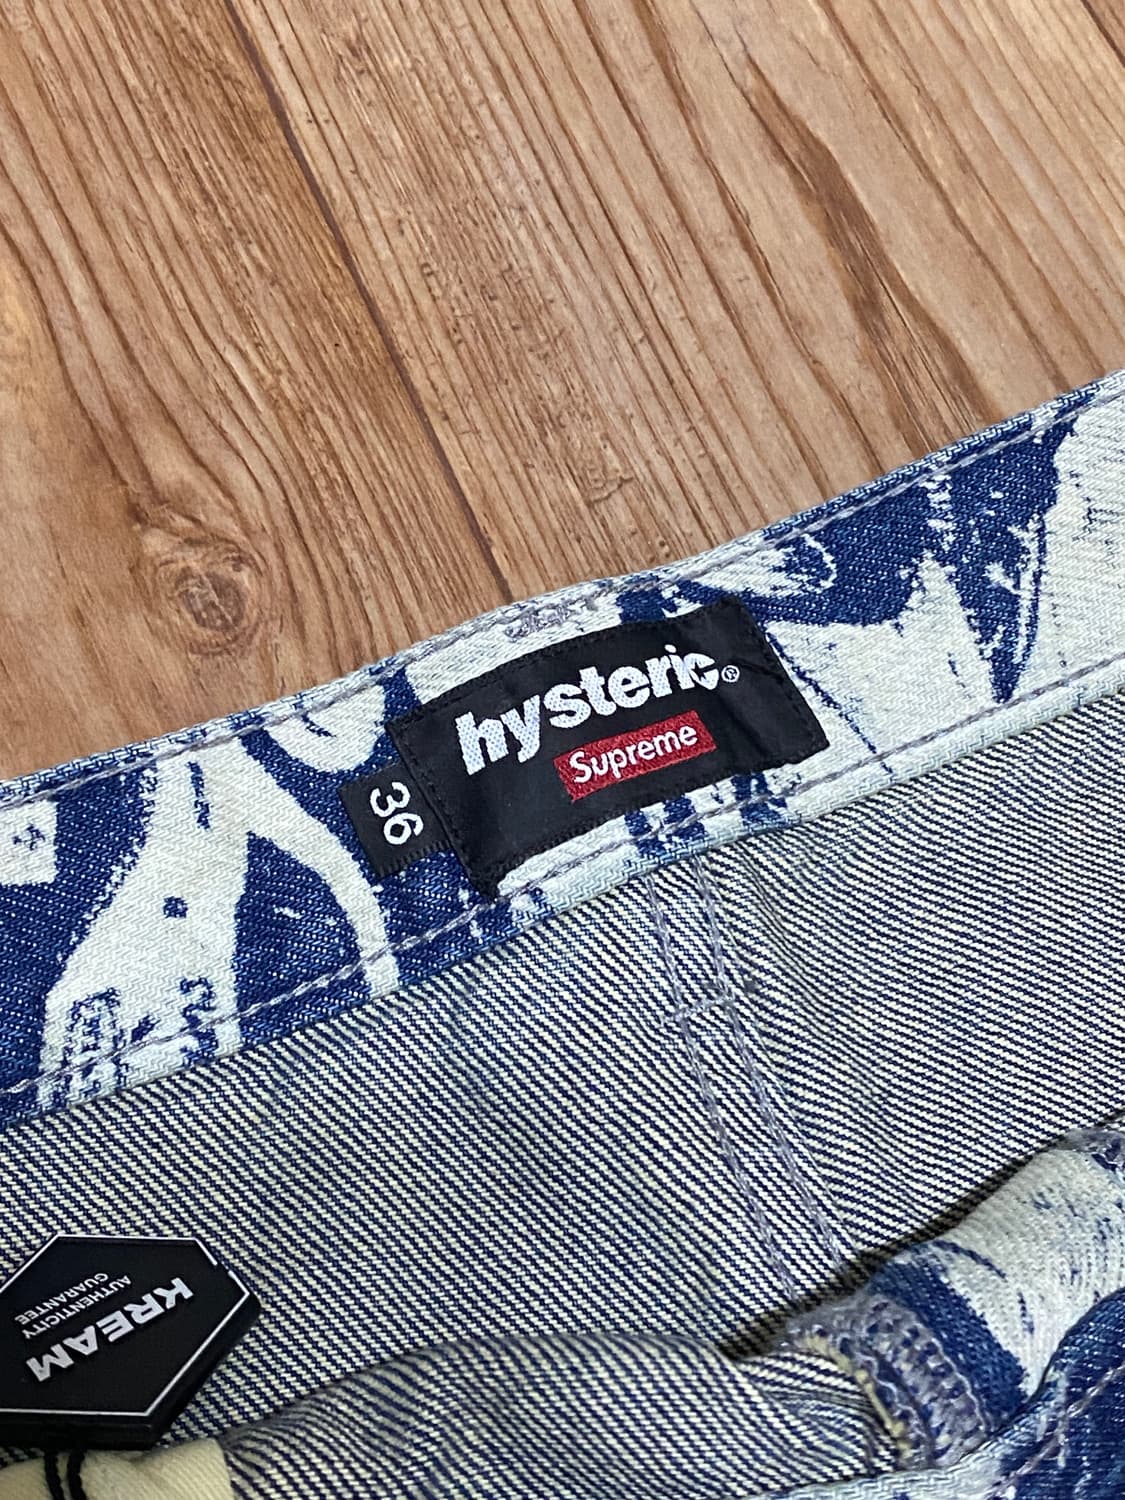 hysteric®
Supreme
36
KREAM
AUTHENTICITY
GUARANTEE